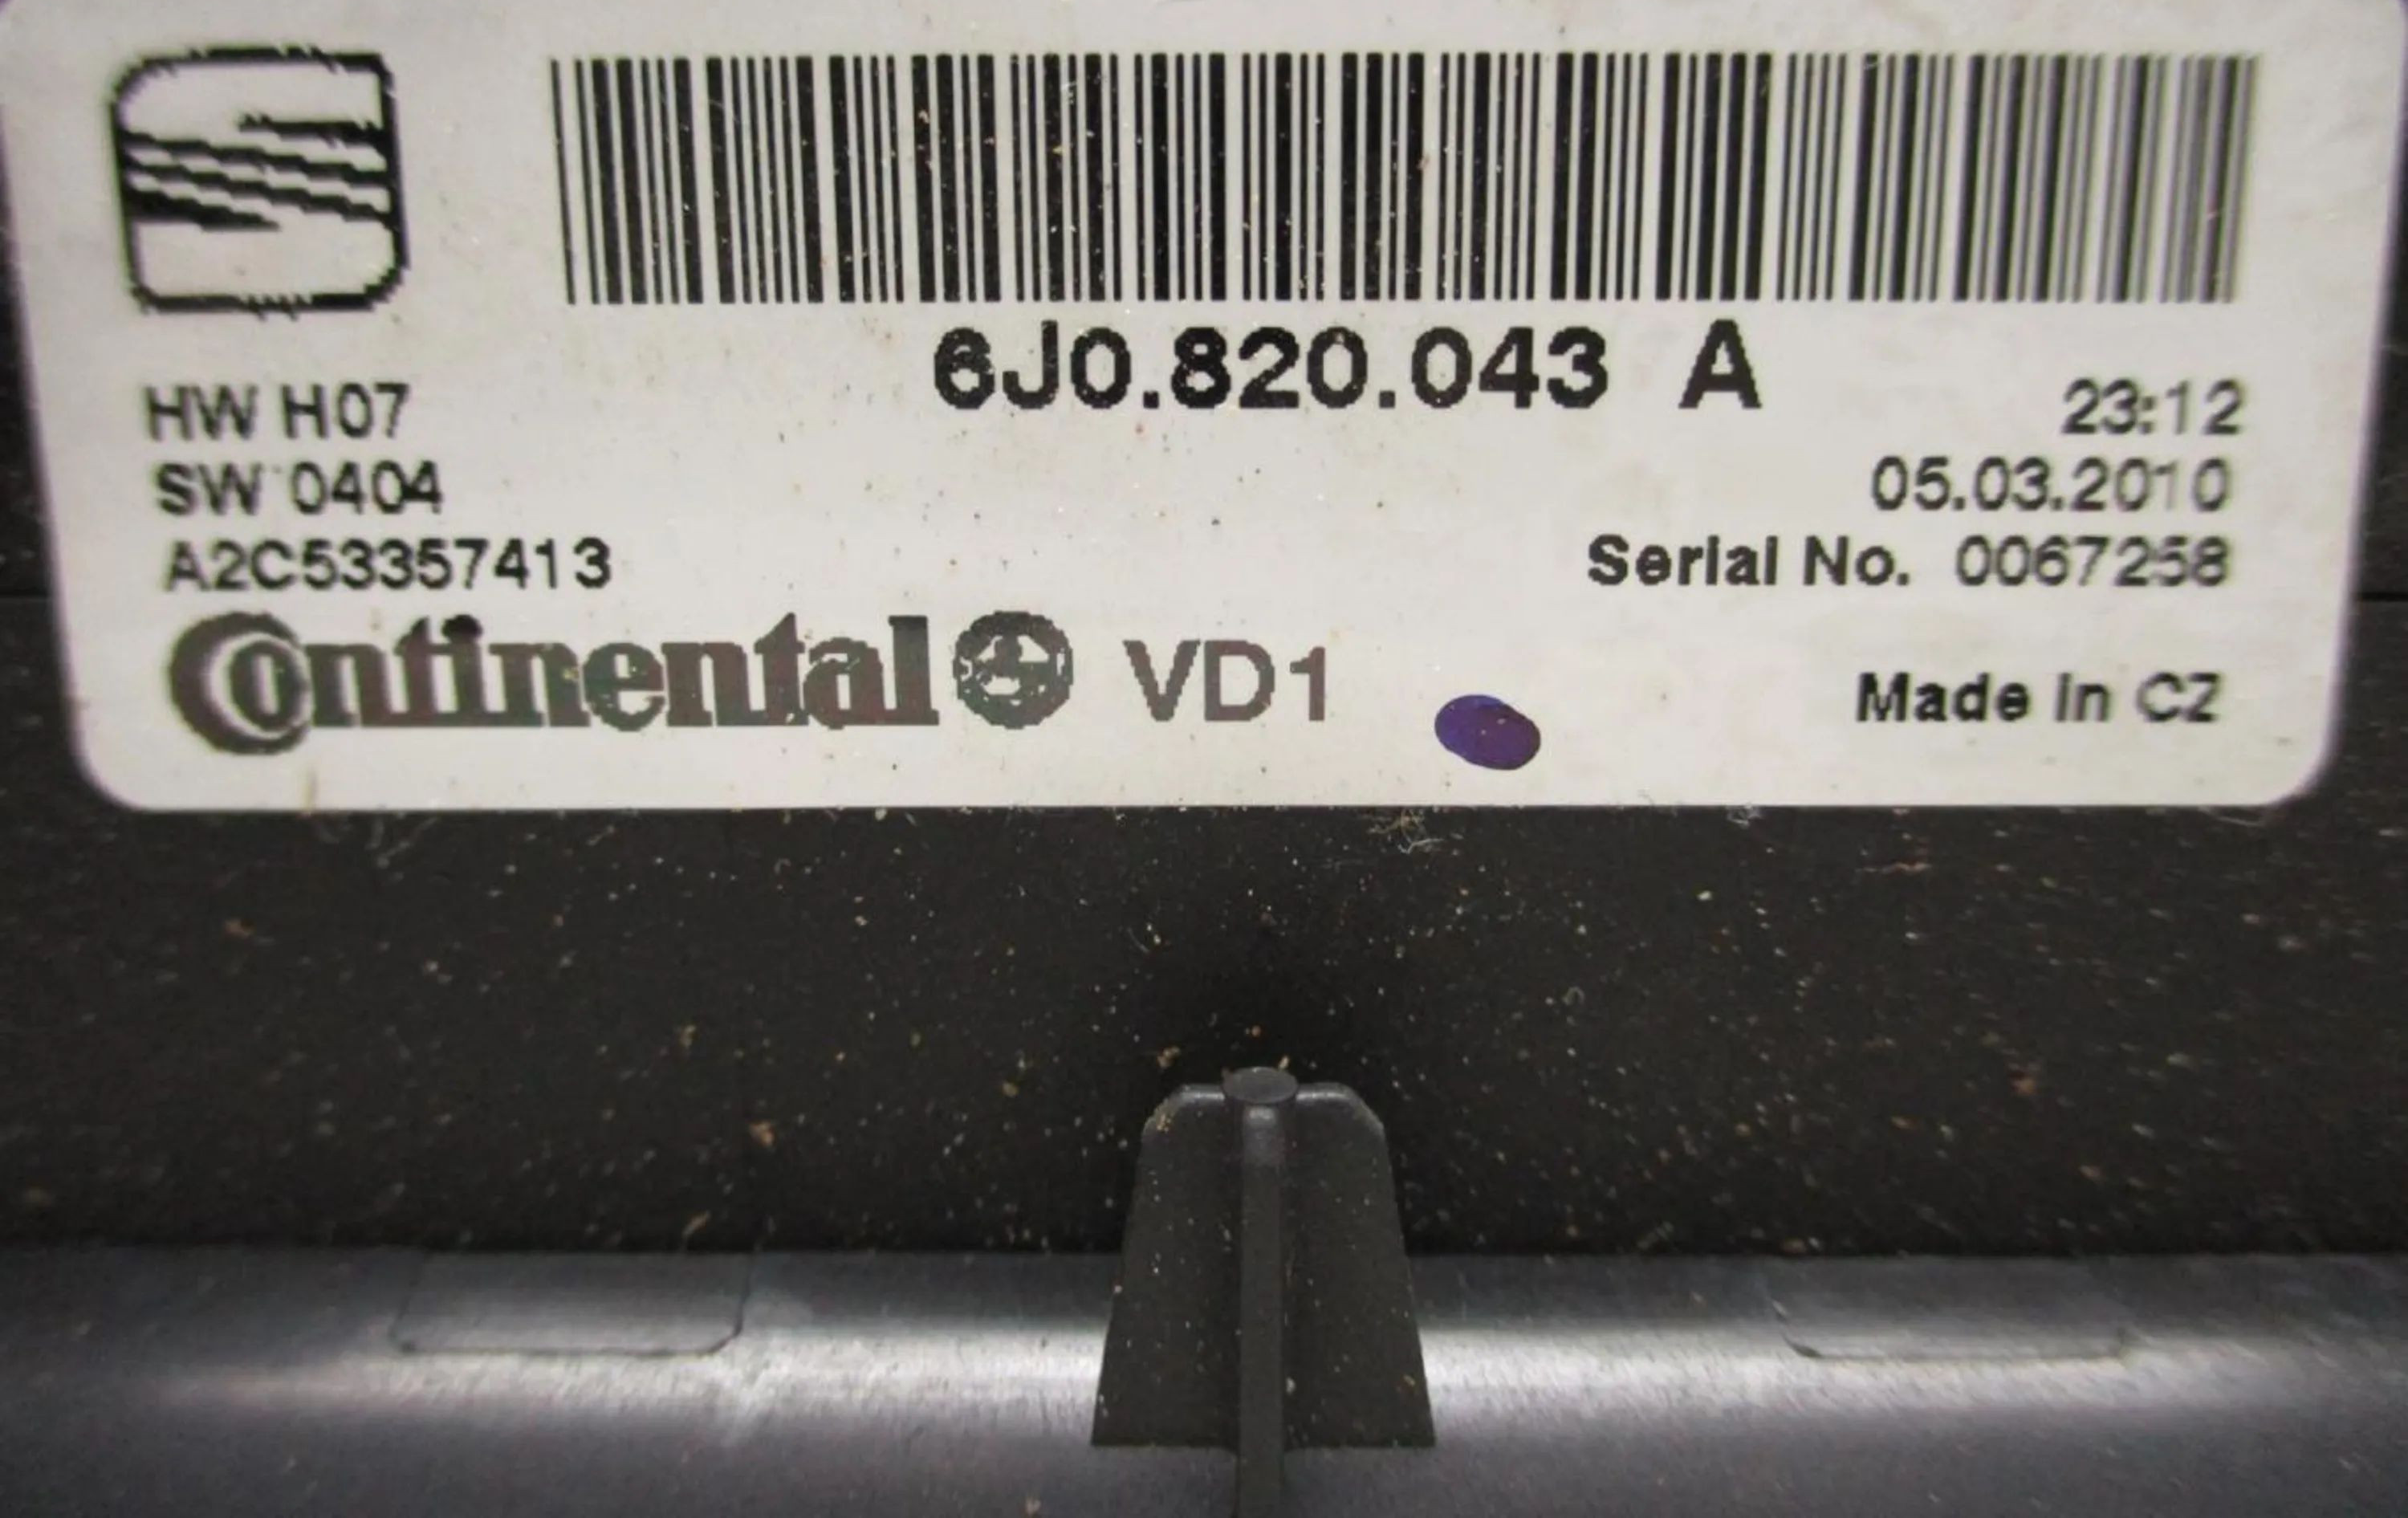 6J0.820.043 A
HW H07
23:12
SW 0404
05.03.2010
A2C53357413
Serial No. 0067258
Continental VD1
Made in CZ